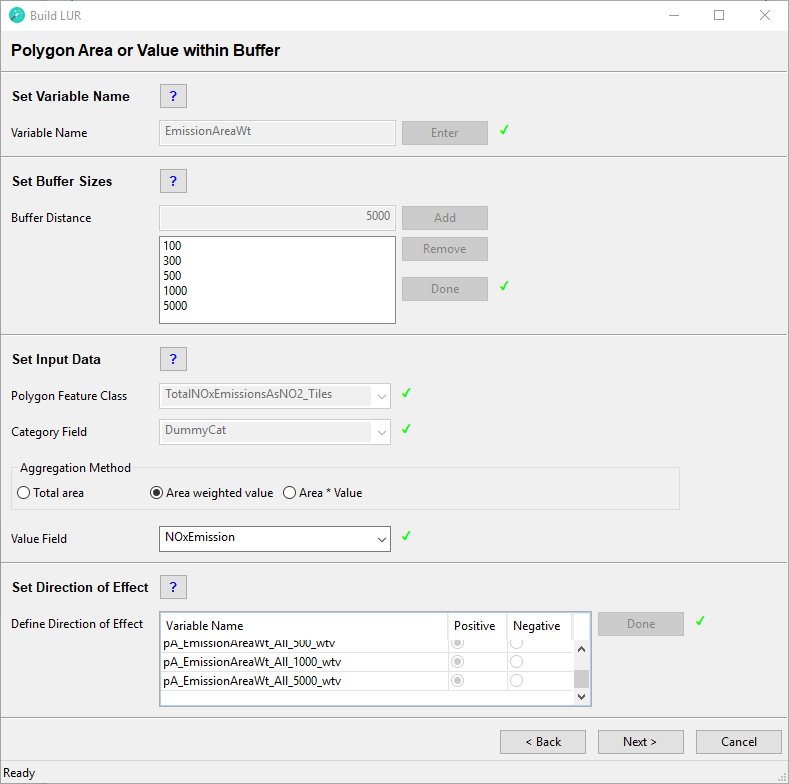 Build LUR
Polygon Area or Value within Buffer
Set Variable Name ?
Variable Name EmissionAreaWt Enter ✓
Set Buffer Sizes ?
Buffer Distance 5000 Add
100 Remove
300
500
1000 Done ✓
5000
Set Input Data ?
Polygon Feature Class TotalNOxEmissionsAsNO2_Tiles ✓
Category Field DummyCat ✓
Aggregation Method
Total area Area weighted value Area * Value
Value Field NOxEmission ✓
Set Direction of Effect ?
Define Direction of Effect Variable Name Positive Negative Done ✓
pA_EmissionAreaWt_All_500_wtv
pA_EmissionAreaWt_All_1000_wtv
pA_EmissionAreaWt_All_5000_wtv
< Back Next > Cancel
Ready